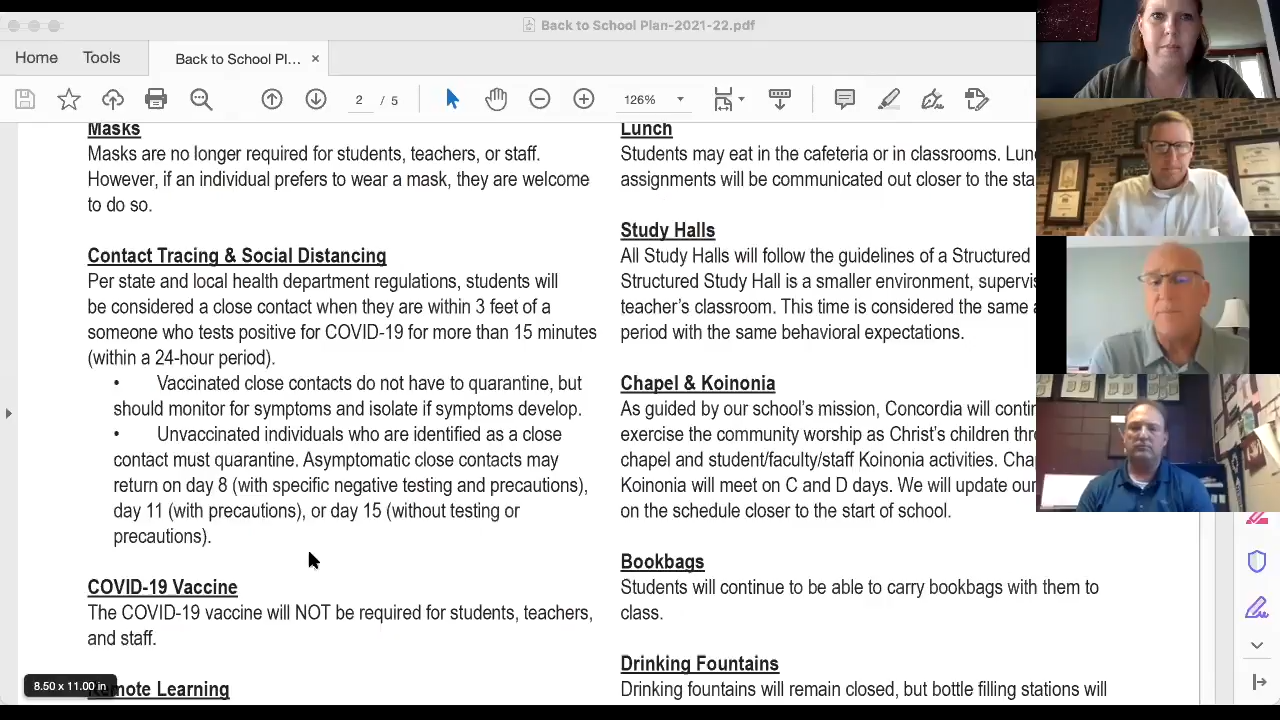 Back to School Plan-2021-22.pdf
Home
Tools
Back to School Pl... ×
2 / 5
126%
Masks
Masks are no longer required for students, teachers, or staff.
However, if an individual prefers to wear a mask, they are welcome
to do so.
Contact Tracing & Social Distancing
Per state and local health department regulations, students will
be considered a close contact when they are within 3 feet of a
someone who tests positive for COVID-19 for more than 15 minutes
(within a 24-hour period).
• Vaccinated close contacts do not have to quarantine, but
should monitor for symptoms and isolate if symptoms develop.
• Unvaccinated individuals who are identified as a close
contact must quarantine. Asymptomatic close contacts may
return on day 8 (with specific negative testing and precautions),
day 11 (with precautions), or day 15 (without testing or
precautions).
COVID-19 Vaccine
The COVID-19 vaccine will NOT be required for students, teachers,
and staff.
Remote Learning
8.50 x 11.00 in
Lunch
Students may eat in the cafeteria or in classrooms. Lun
assignments will be communicated out closer to the sta
Study Halls
All Study Halls will follow the guidelines of a Structured
Structured Study Hall is a smaller environment, supervis
teacher's classroom. This time is considered the same a
period with the same behavioral expectations.
Chapel & Koinonia
As guided by our school's mission, Concordia will contin
exercise the community worship as Christ's children thr
chapel and student/faculty/staff Koinonia activities. Cha
Koinonia will meet on C and D days. We will update our
on the schedule closer to the start of school.
Bookbags
Students will continue to be able to carry bookbags with them to
class.
Drinking Fountains
Drinking fountains will remain closed, but bottle filling stations will